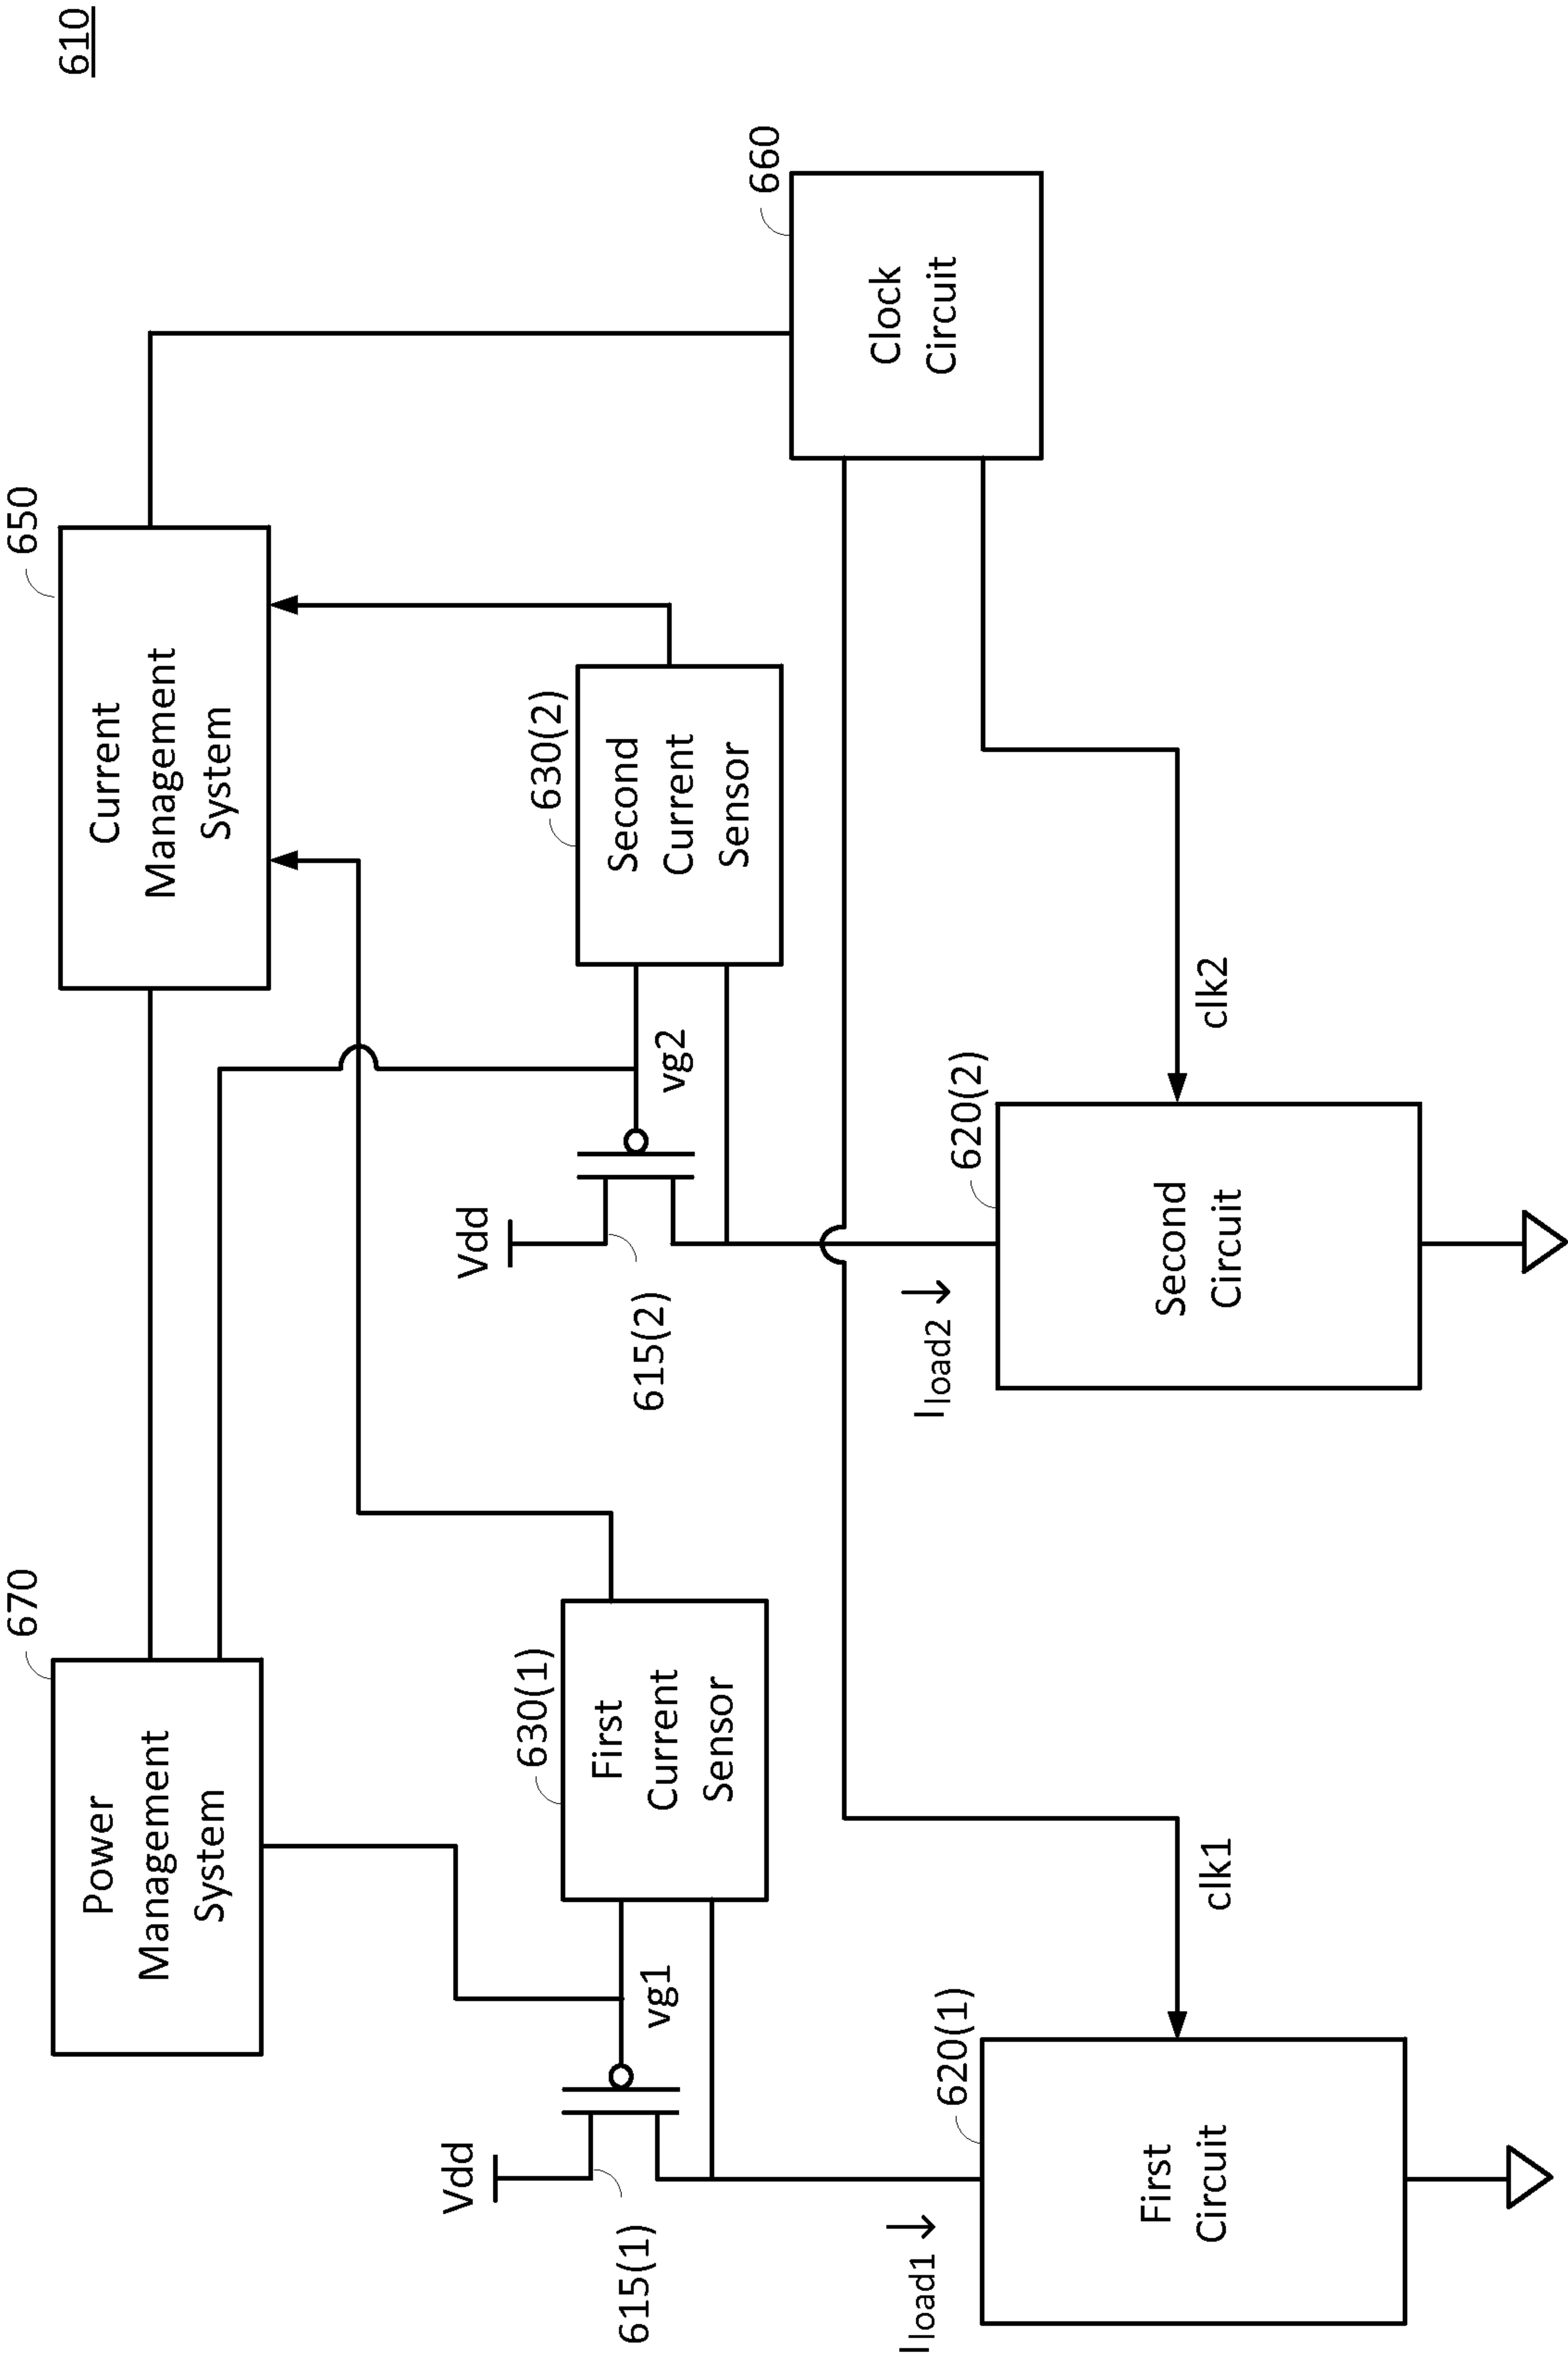 610
670
Power
Management
System
650
Current
Management
System
Vdd
615(1)
vg1
630(1)
First
Current
Sensor
Vdd
615(2)
vg2
630(2)
Second
Current
Sensor
660
Clock
Circuit
Iload1
620(1)
First
Circuit
clk1
Iload2
620(2)
Second
Circuit
clk2